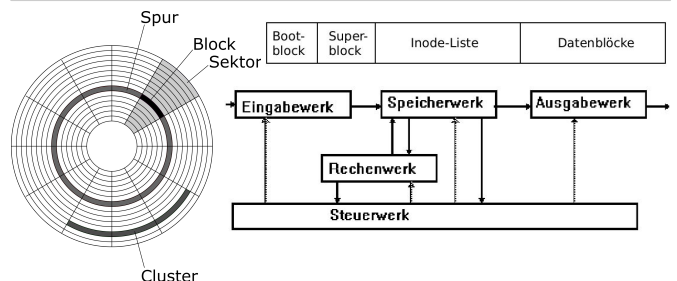 Spur
Block
Sektor
Cluster
Boot-
block
Super-
block
Inode-Liste
Datenblöcke
Eingabewerk
Speicherwerk
Ausgabewerk
Rechenwerk
Steuerwerk